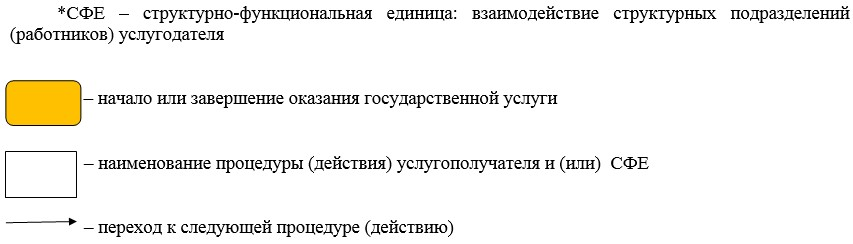 *СФЕ – структурно-функциональная единица: взаимодействие структурных подразделений
(работников) услугодателя
– начало или завершение оказания государственной услуги
– наименование процедуры (действия) услугополучателя и (или) СФЕ
– переход к следующей процедуре (действию)